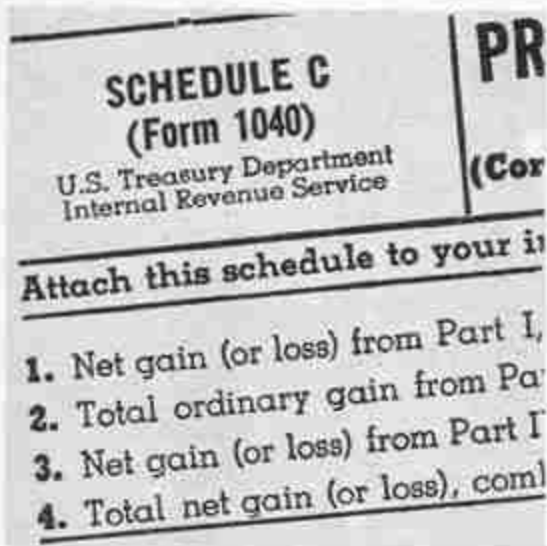 SCHEDULE C
(Form 1040)
U.S. Treasury Department
Internal Revenue Service
PR
(Cor
Attach this schedule to your i
1. Net gain (or loss) from Part I,
2. Total ordinary gain from Pa
3. Net gain (or loss) from Part I
4. Total net gain (or loss), com